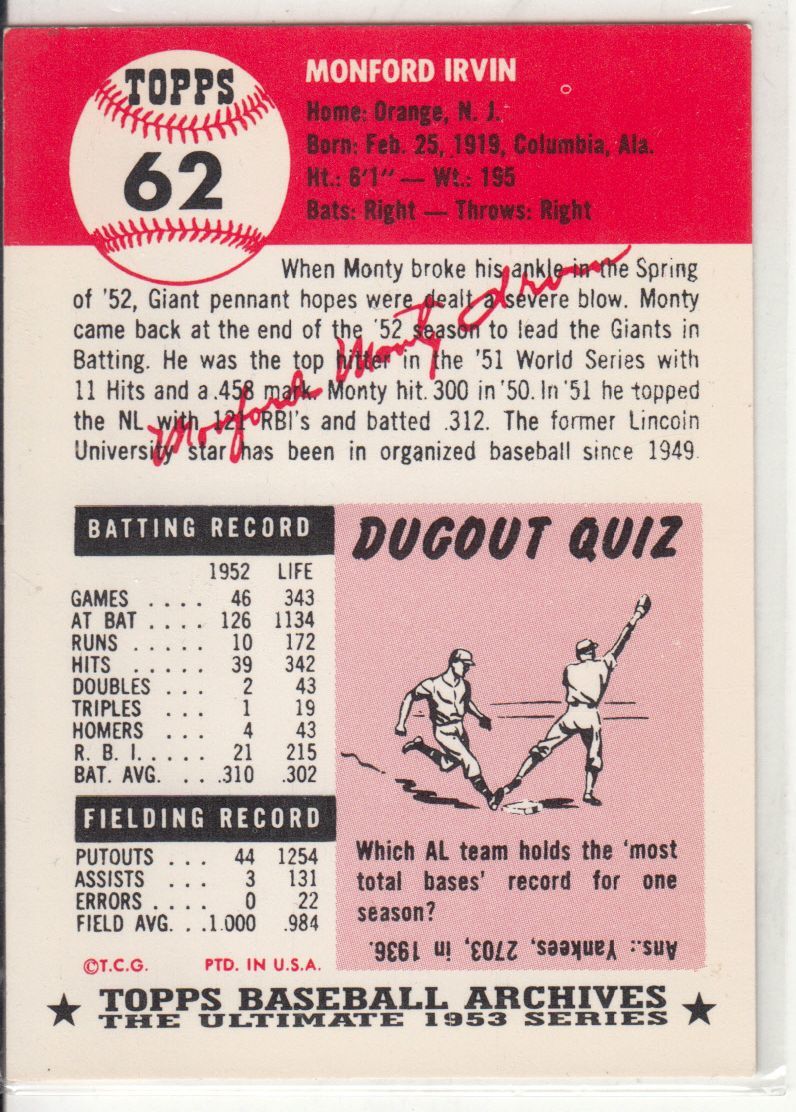 TOPPS
62
MONFORD IRVIN
Home: Orange, N. J.
Born: Feb. 25, 1919, Columbia, Ala.
Ht.: 6'1" — Wt.: 195
Bats: Right — Throws: Right
When Monty broke his ankle in the Spring
of '52, Giant pennant hopes were dealt a severe blow. Monty
came back at the end of the '52 season to lead the Giants in
Batting. He was the top hitter in the '51 World Series with
11 Hits and a .458 mark. Monty hit .300 in '50. In '51 he topped
the NL with 121 RBI's and batted .312. The former Lincoln
University star has been in organized baseball since 1949.
Monford Monty Irvin
BATTING RECORD
1952 LIFE
GAMES .... 46 343
AT BAT .... 126 1134
RUNS ..... 10 172
HITS ..... 39 342
DOUBLES ... 2 43
TRIPLES ... 1 19
HOMERS ... 4 43
R. B. I. .... 21 215
BAT. AVG. ... .310 .302
FIELDING RECORD
PUTOUTS ... 44 1254
ASSISTS ... 3 131
ERRORS .... 0 22
FIELD AVG. ..1.000 .984
©T.C.G. PTD. IN U.S.A.
DUGOUT QUIZ
Which AL team holds the 'most
total bases' record for one
season?
Ans.: Yankees, 2703, in 1936.
★ TOPPS BASEBALL ARCHIVES ★
THE ULTIMATE 1953 SERIES